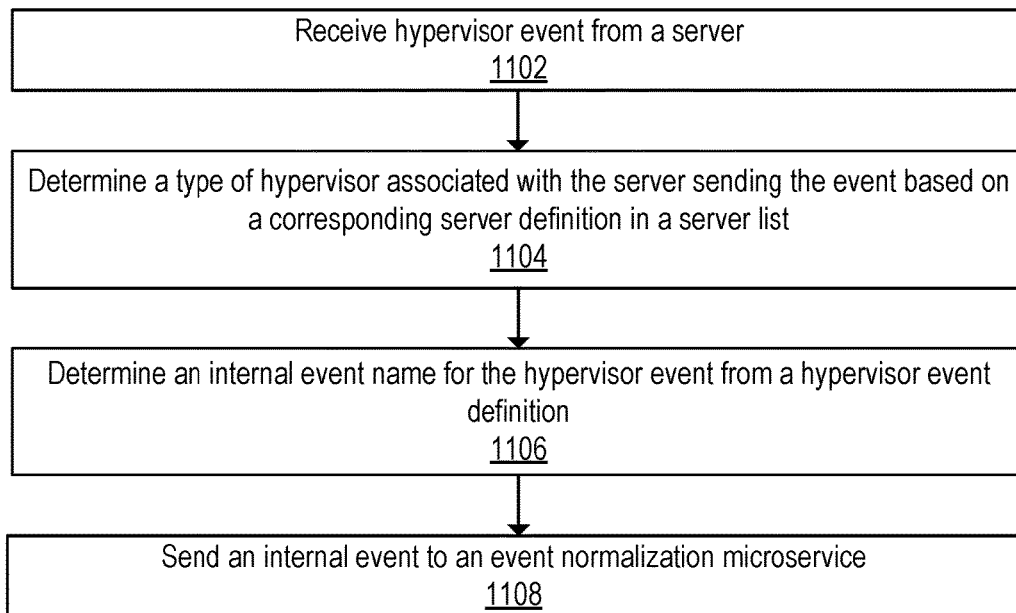 Receive hypervisor event from a server
1102
Determine a type of hypervisor associated with the server sending the event based on
a corresponding server definition in a server list
1104
Determine an internal event name for the hypervisor event from a hypervisor event
definition
1106
Send an internal event to an event normalization microservice
1108